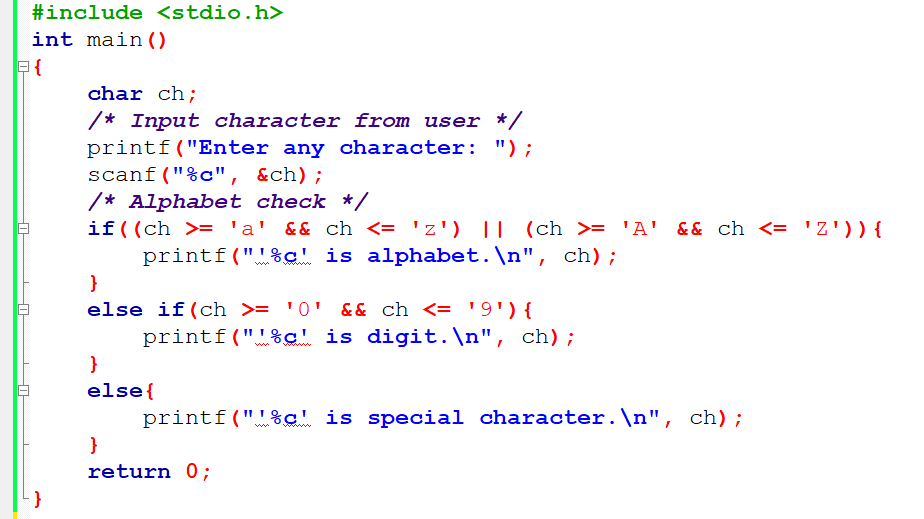 #include <stdio.h>
int main()
{
    char ch;
    /* Input character from user */
    printf("Enter any character: ");
    scanf("%c", &ch);
    /* Alphabet check */
    if((ch >= 'a' && ch <= 'z') || (ch >= 'A' && ch <= 'Z')){
        printf("'%c' is alphabet.\n", ch);
    }
    else if(ch >= '0' && ch <= '9'){
        printf("'%c' is digit.\n", ch);
    }
    else{
        printf("'%c' is special character.\n", ch);
    }
    return 0;
}